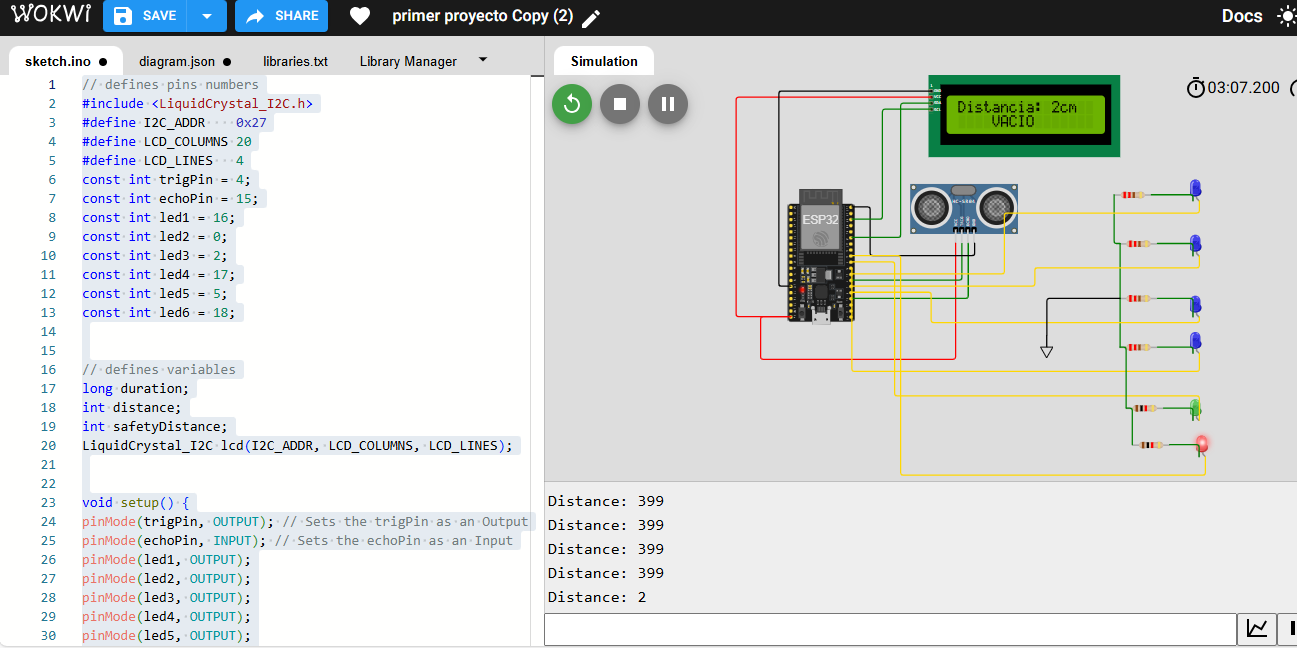 WOKWi
SAVE
SHARE
primer proyecto Copy (2)
Docs
sketch.ino
diagram.json
libraries.txt
Library Manager
Simulation
1 // defines pins numbers
2 #include <LiquidCrystal_I2C.h>
3 #define I2C_ADDR    0x27
4 #define LCD_COLUMNS 20
5 #define LCD_LINES   4
6 const int trigPin = 4;
7 const int echoPin = 15;
8 const int led1 = 16;
9 const int led2 = 0;
10 const int led3 = 2;
11 const int led4 = 17;
12 const int led5 = 5;
13 const int led6 = 18;
14
15
16 // defines variables
17 long duration;
18 int distance;
19 int safetyDistance;
20 LiquidCrystal_I2C lcd(I2C_ADDR, LCD_COLUMNS, LCD_LINES);
21
22
23 void setup() {
24 pinMode(trigPin, OUTPUT); // Sets the trigPin as an Output
25 pinMode(echoPin, INPUT); // Sets the echoPin as an Input
26 pinMode(led1, OUTPUT);
27 pinMode(led2, OUTPUT);
28 pinMode(led3, OUTPUT);
29 pinMode(led4, OUTPUT);
30 pinMode(led5, OUTPUT);
03:07.200
Distancia: 2cm
VACIO
ESP32
Distance: 399
Distance: 399
Distance: 399
Distance: 399
Distance: 2